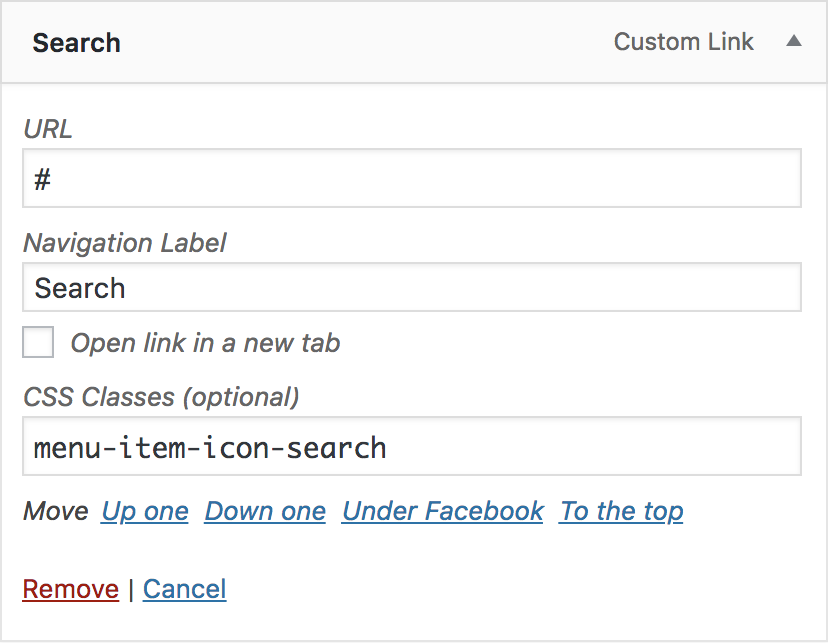 Search Custom Link
URL
#
Navigation Label
Search
Open link in a new tab
CSS Classes (optional)
menu-item-icon-search
Move Up one Down one Under Facebook To the top
Remove | Cancel